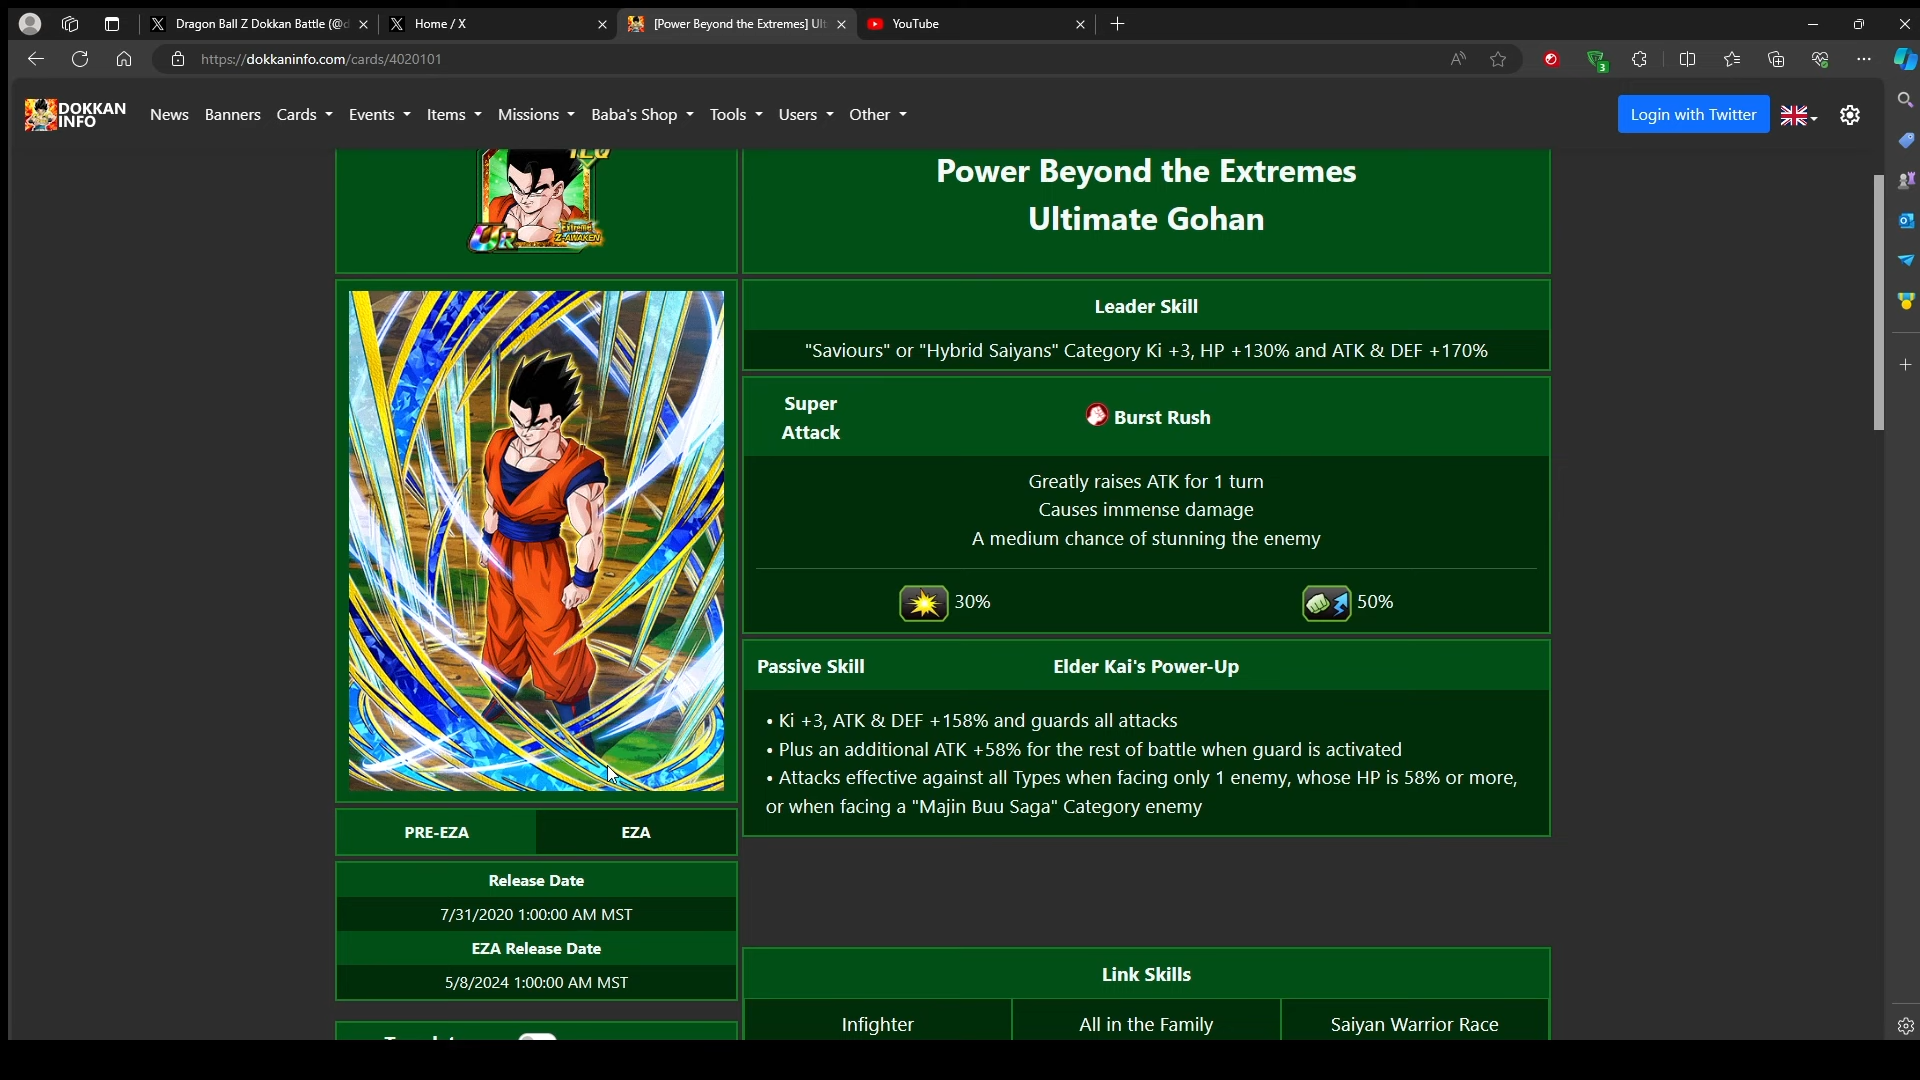 Dragon Ball Z Dokkan Battle (@d
Home / X
[Power Beyond the Extremes] Ult
YouTube
https://dokkaninfo.com/cards/4020101
3
DOKKAN
INFO
News
Banners
Cards
Events
Items
Missions
Baba's Shop
Tools
Users
Other
Login with Twitter
UR
Extreme
Z-AWAKEN
Power Beyond the Extremes
Ultimate Gohan
Leader Skill
"Saviours" or "Hybrid Saiyans" Category Ki +3, HP +130% and ATK & DEF +170%
Super
Attack
Burst Rush
Greatly raises ATK for 1 turn
Causes immense damage
A medium chance of stunning the enemy
30%
50%
Passive Skill
Elder Kai's Power-Up
• Ki +3, ATK & DEF +158% and guards all attacks
• Plus an additional ATK +58% for the rest of battle when guard is activated
• Attacks effective against all Types when facing only 1 enemy, whose HP is 58% or more,
or when facing a "Majin Buu Saga" Category enemy
PRE-EZA
EZA
Release Date
7/31/2020 1:00:00 AM MST
EZA Release Date
5/8/2024 1:00:00 AM MST
Link Skills
Infighter
All in the Family
Saiyan Warrior Race